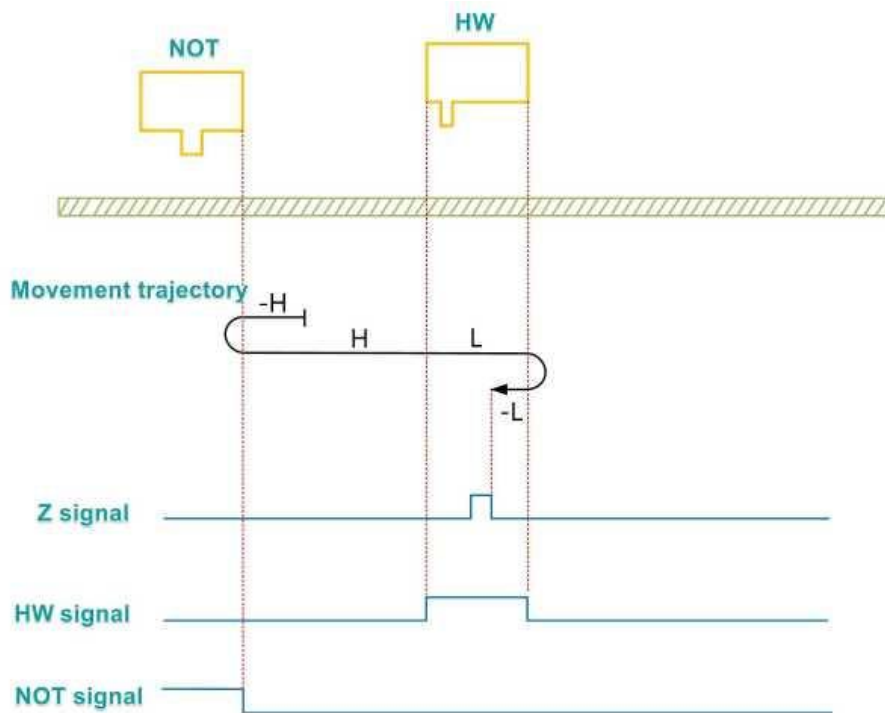 HW
NOT
Movement trajectory
-H
H
L
-L
Z signal
HW signal
NOT signal